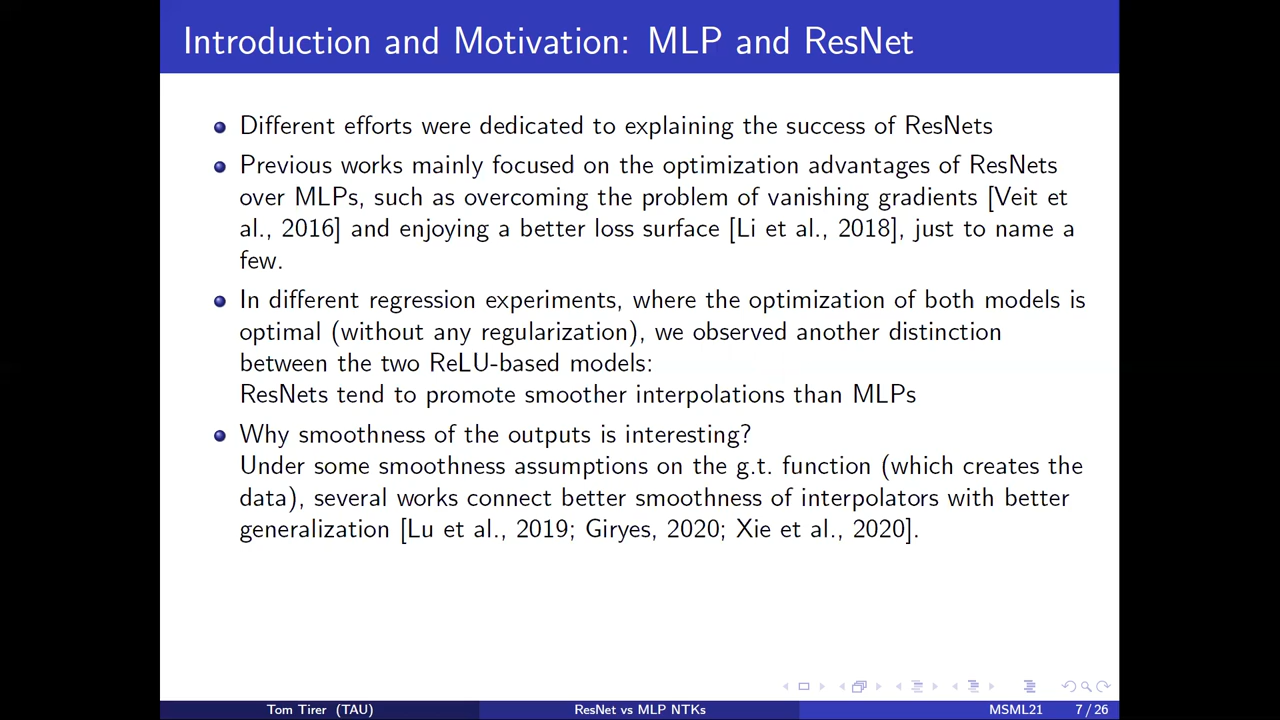 Introduction and Motivation: MLP and ResNet
Different efforts were dedicated to explaining the success of ResNets
Previous works mainly focused on the optimization advantages of ResNets
over MLPs, such as overcoming the problem of vanishing gradients [Veit et
al., 2016] and enjoying a better loss surface [Li et al., 2018], just to name a
few.
In different regression experiments, where the optimization of both models is
optimal (without any regularization), we observed another distinction
between the two ReLU-based models:
ResNets tend to promote smoother interpolations than MLPs
Why smoothness of the outputs is interesting?
Under some smoothness assumptions on the g.t. function (which creates the
data), several works connect better smoothness of interpolators with better
generalization [Lu et al., 2019; Giryes, 2020; Xie et al., 2020].
Tom Tirer (TAU) ResNet vs MLP NTKs MSML21 7 / 26